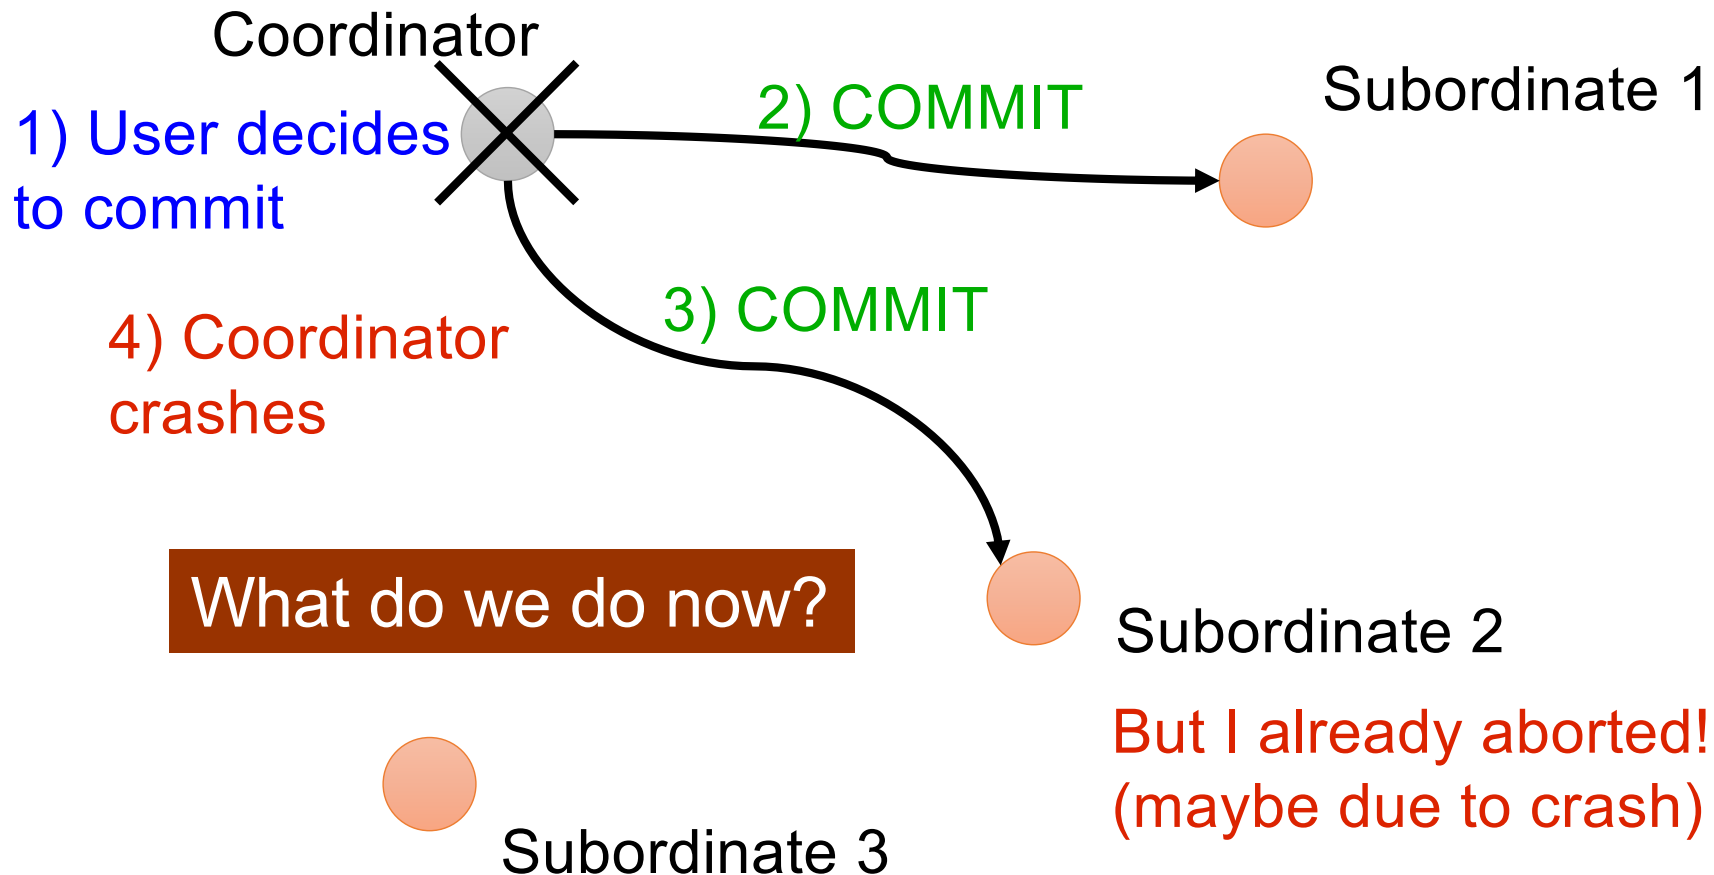 Coordinator
Subordinate 1
1) User decides
to commit
2) COMMIT
3) COMMIT
4) Coordinator
crashes
What do we do now?
Subordinate 2
But I already aborted!
(maybe due to crash)
Subordinate 3